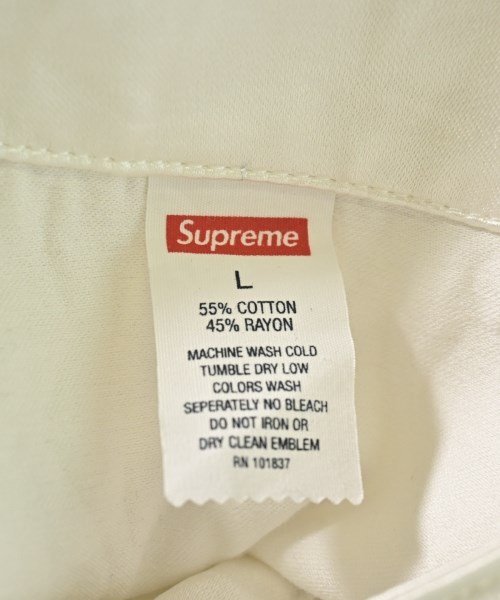 Supreme
L
55% COTTON
45% RAYON
MACHINE WASH COLD
TUMBLE DRY LOW
COLORS WASH
SEPERATELY NO BLEACH
DO NOT IRON OR
DRY CLEAN EMBLEM
RN 101837